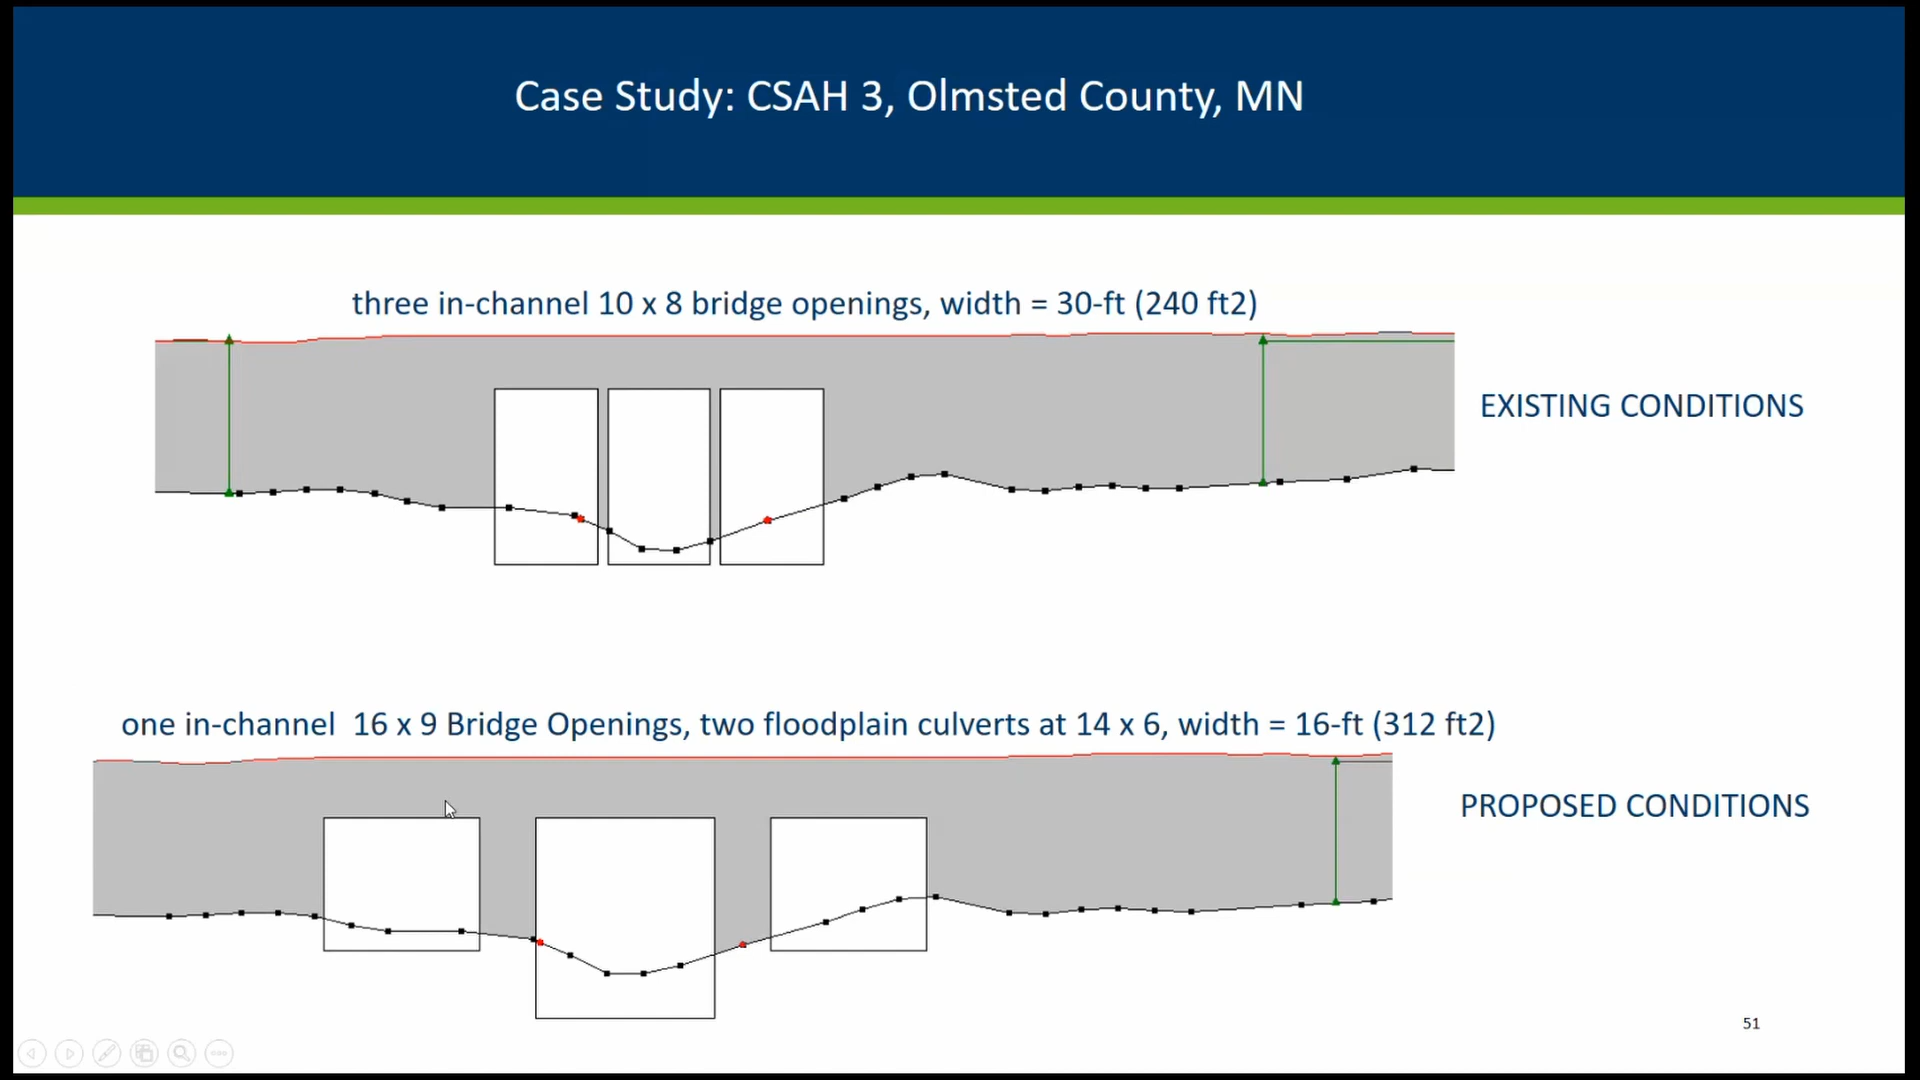 Case Study: CSAH 3, Olmsted County, MN
three in-channel 10 x 8 bridge openings, width = 30-ft (240 ft2)
EXISTING CONDITIONS
one in-channel  16 x 9 Bridge Openings, two floodplain culverts at 14 x 6, width = 16-ft (312 ft2)
PROPOSED CONDITIONS
51